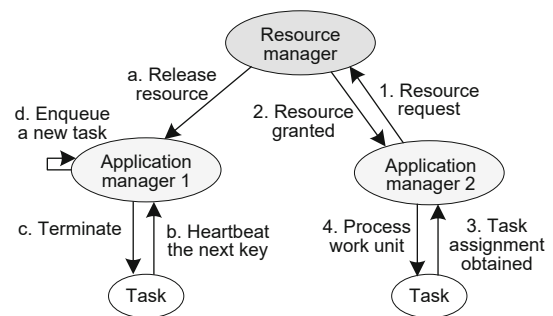 Resource
manager
a. Release
resource
1. Resource
request
2. Resource
granted
d. Enqueue
a new task
Application
manager 1
Application
manager 2
c. Terminate
b. Heartbeat
the next key
4. Process
work unit
3. Task
assignment
obtained
Task
Task